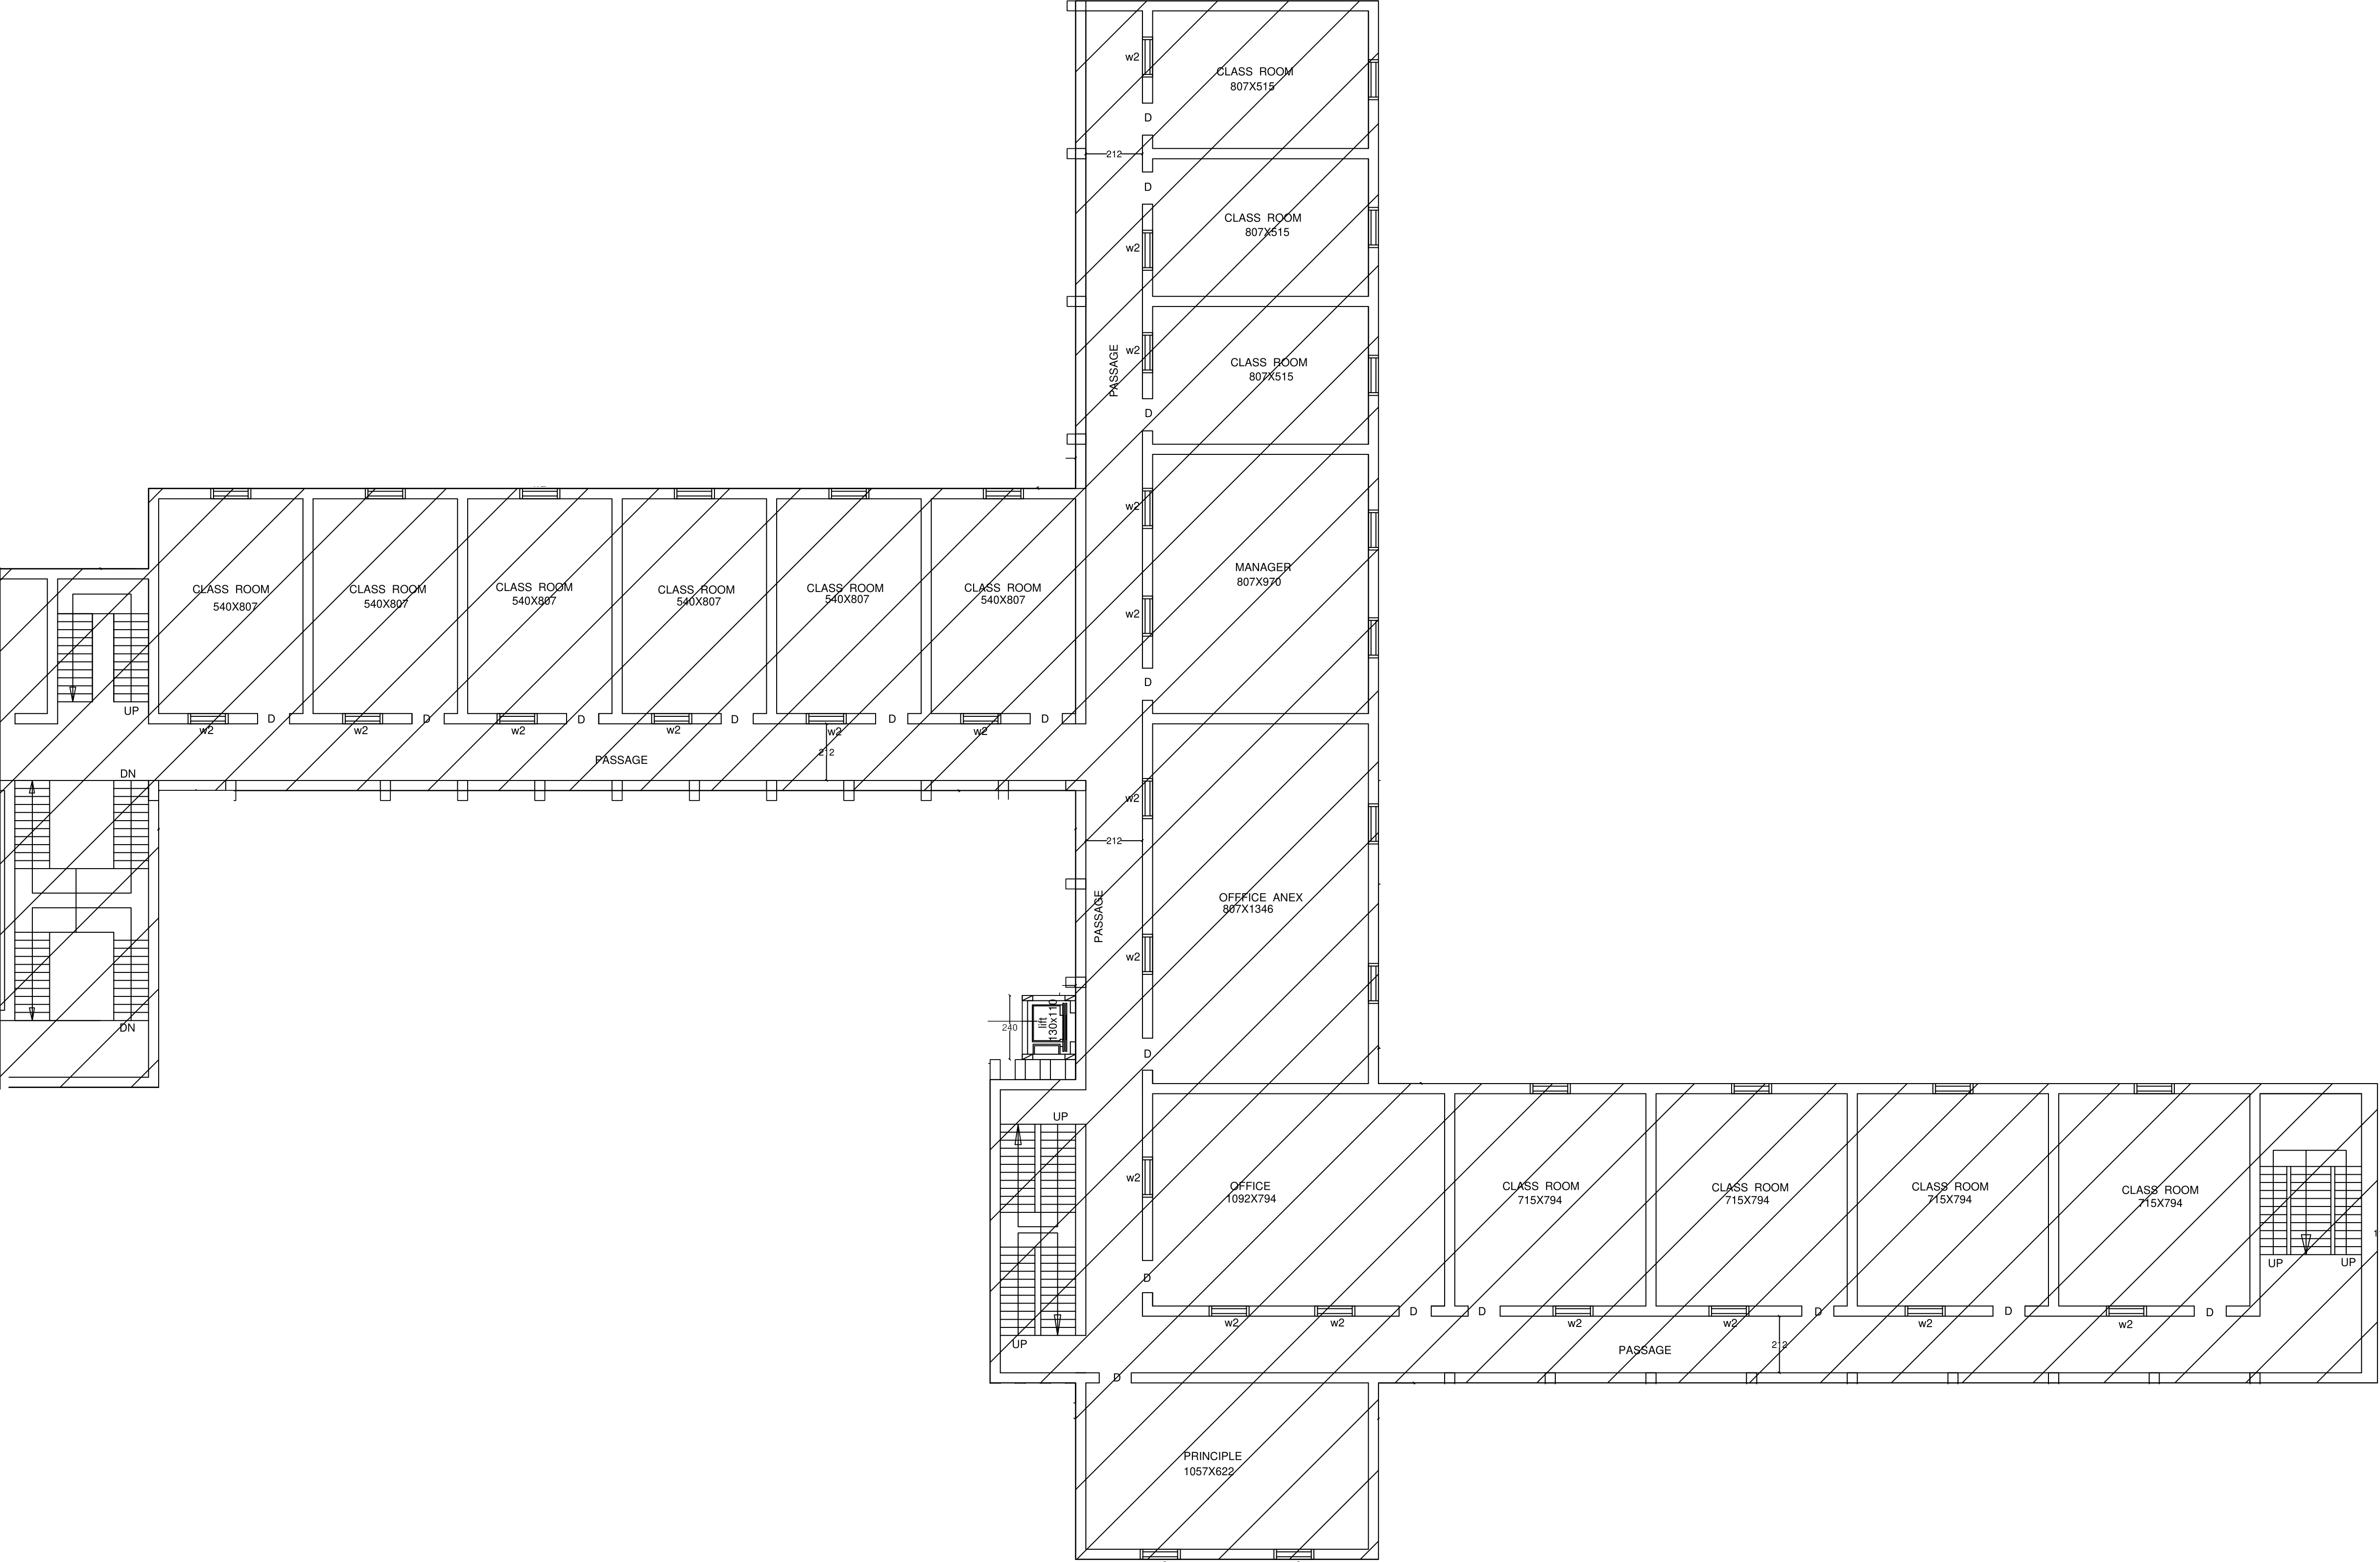 w2
CLASS ROOM
807X515
D
212
D
CLASS ROOM
807X515
w2
w2
PASSAGE
CLASS ROOM
807X515
D
w2
MANAGER
807X970
w2
D
CLASS ROOM
540X807
CLASS ROOM
540X807
CLASS ROOM
540X807
CLASS ROOM
540X807
CLASS ROOM
540X807
CLASS ROOM
540X807
UP
w2
D
w2
D
w2
D
w2
D
w2
D
w2
D
PASSAGE
212
DN
DN
w2
212
PASSAGE
OFFFICE ANEX
807X1346
w2
240
lift
130x110
D
UP
w2
OFFICE
1092X794
CLASS ROOM
715X794
CLASS ROOM
715X794
CLASS ROOM
715X794
CLASS ROOM
715X794
UP
UP
D
w2
w2
D
D
w2
w2
D
w2
D
w2
D
UP
PASSAGE
212
D
PRINCIPLE
1057X622